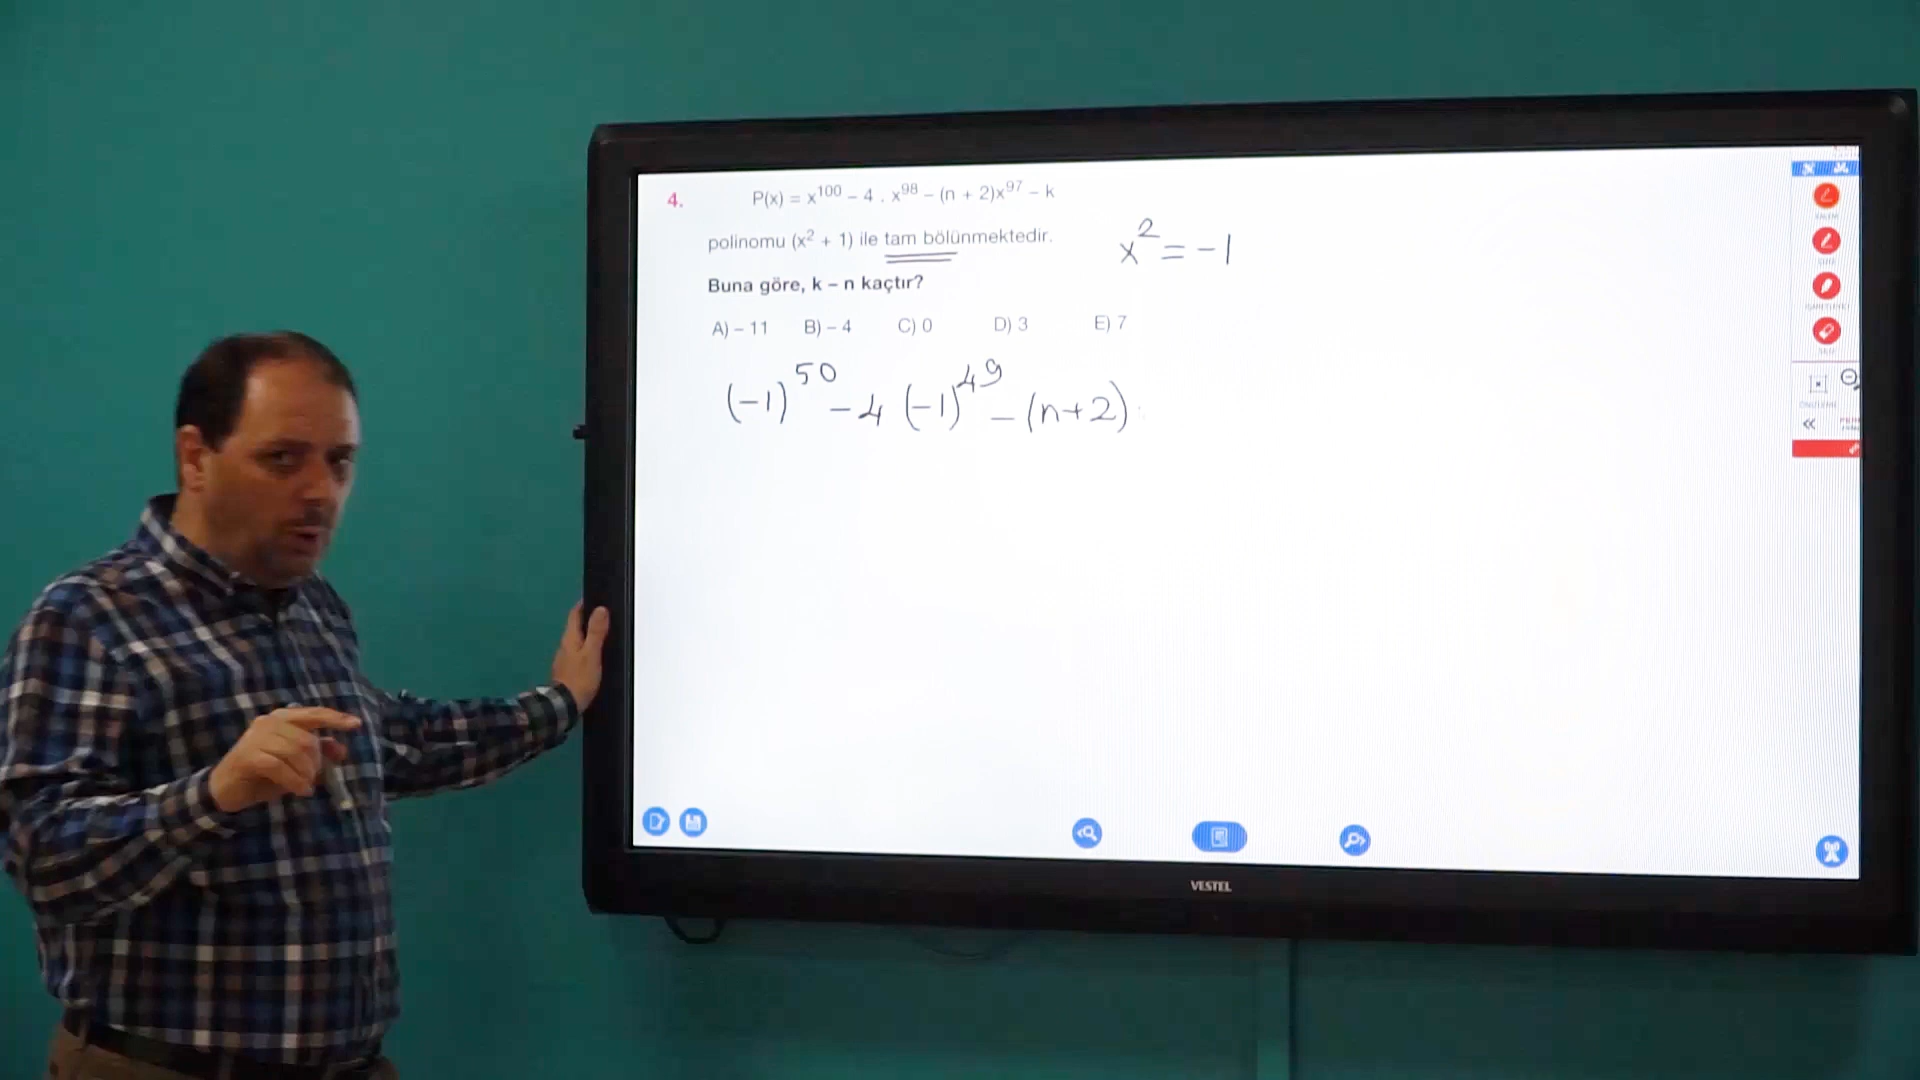 4. P(x) = x¹⁰⁰ – 4 . x⁹⁸ – (n + 2)x⁹⁷ – k
polinomu (x² + 1) ile tam bölünmektedir.
x² = -1
Buna göre, k – n kaçtır?
A) – 11 B) – 4 C) 0 D) 3 E) 7
(-1)⁵⁰ - 4 (-1)⁴⁹ - (n+2)
VESTEL